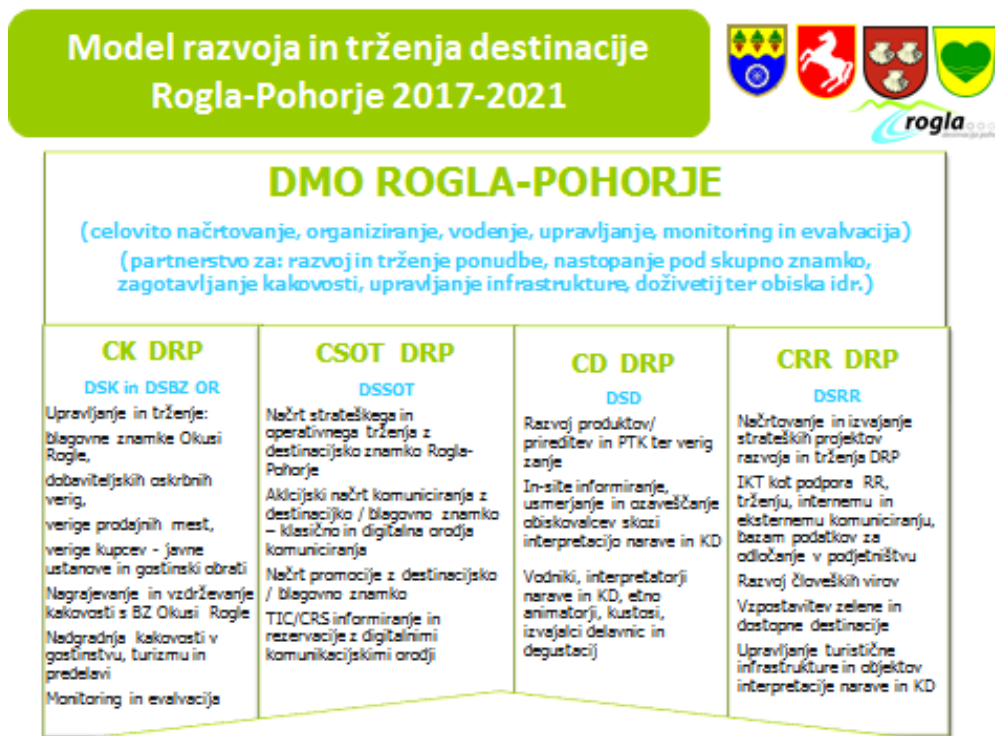 Model razvoja in trženja destinacije
Rogla-Pohorje 2017-2021
rogla
DMO ROGLA-POHORJE
(celovito načrtovanje, organiziranje, vodenje, upravljanje, monitoring in evalvacija)
(partnerstvo za: razvoj in trženje ponudbe, nastopanje pod skupno znamko,
zagotavljanje kakovosti, upravljanje infrastrukture, doživetij ter obiska idr.)
CK DRP
DSK in DSBZ OR
Upravljanje in trženje:
blagovne znamke Okusi
Rogle,
dobaviteljskih oskrbnih
verig,
verige prodajnih mest,
verige kupcev - javne
ustanove in gostinski obrati
Nagrajevanje in vzdrževanje
kakovosti s BZ Okusi Rogle
Nadgradnja kakovosti v
gostinstvu, turizmu in
predelavi
Monitoring in evalvacija
CSOT DRP
DSSOT
Načrt strateškega in
operativnega trženja z
destinacijsko znamko Rogla-
Pohorje
Akicijski načrt komuniciranja z
destinacijko / blagovno znamko
– klasično in digitalna orodja
komuniciranja
Načrt promocije z destinacijsko
/ blagovno znamko
TIC/CRS informiranje in
rezervacije z digitalnimi
komunikacijskimi orodji
CD DRP
DSD
Razvoj produktov/
prireditev in PTK ter verig
zanje
In-site informiranje,
usmerjanje in ozaveščanje
obiskovalcev skozi
interpretacijo narave in KD
Vodniki, interpretatorji
narave in KD, etno
animatorji, kustosi,
izvajalci delavnic in
degustacij
CRR DRP
DSRR
Načrtovanje in izvajanje
strateških projektov
razvoja in trženja DRP
IKT kot podpora RR,
trženju, internemu in
eksternemu komuniciranju,
bazam podatkov za
odločanje v podjetništvu
Razvoj človeških virov
Vzpostavitev zelene in
dostopne destinacije
Upravljanje turistične
infrastrukture in objektov
interpretacije narave in KD